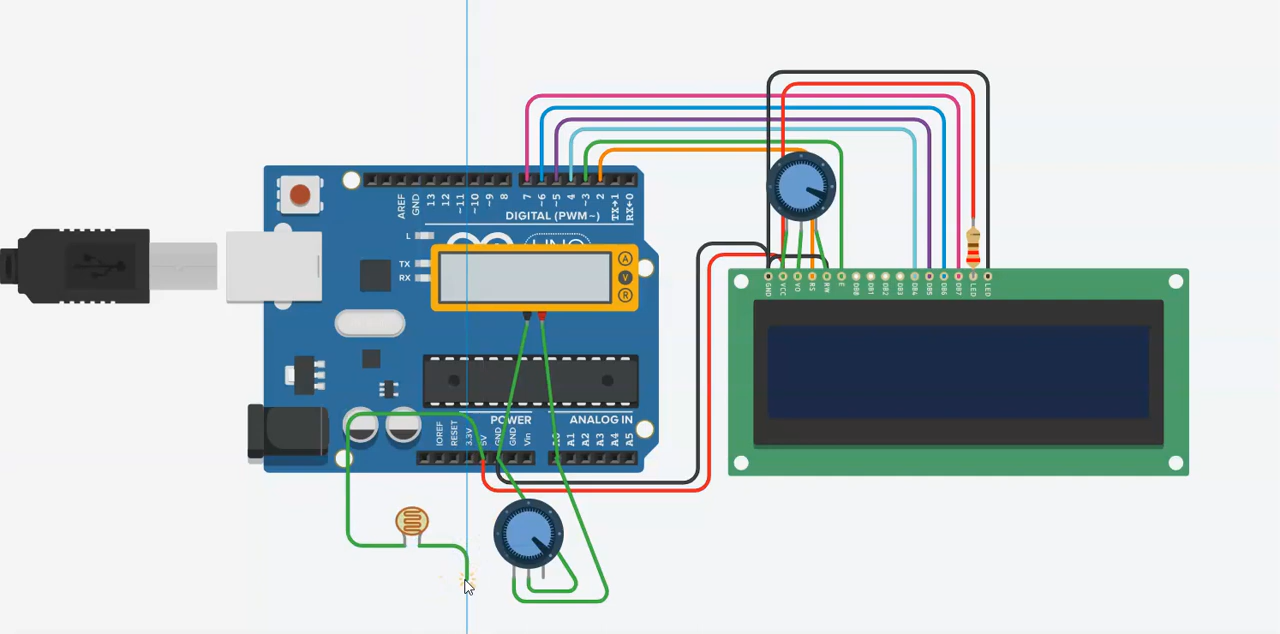 AREF
GND
13
12
~11
~10
~9
8
7
~6
~5
4
~3
2
TX→1
RX←0
DIGITAL (PWM~)
L
TX
RX
UNO
A
V
R
POWER
ANALOG IN
IOREF
RESET
3.3V
5V
GND
GND
Vin
A0
A1
A2
A3
A4
A5
GND
VCC
VO
RS
RW
E
DB0
DB1
DB2
DB3
DB4
DB5
DB6
DB7
LED
LED